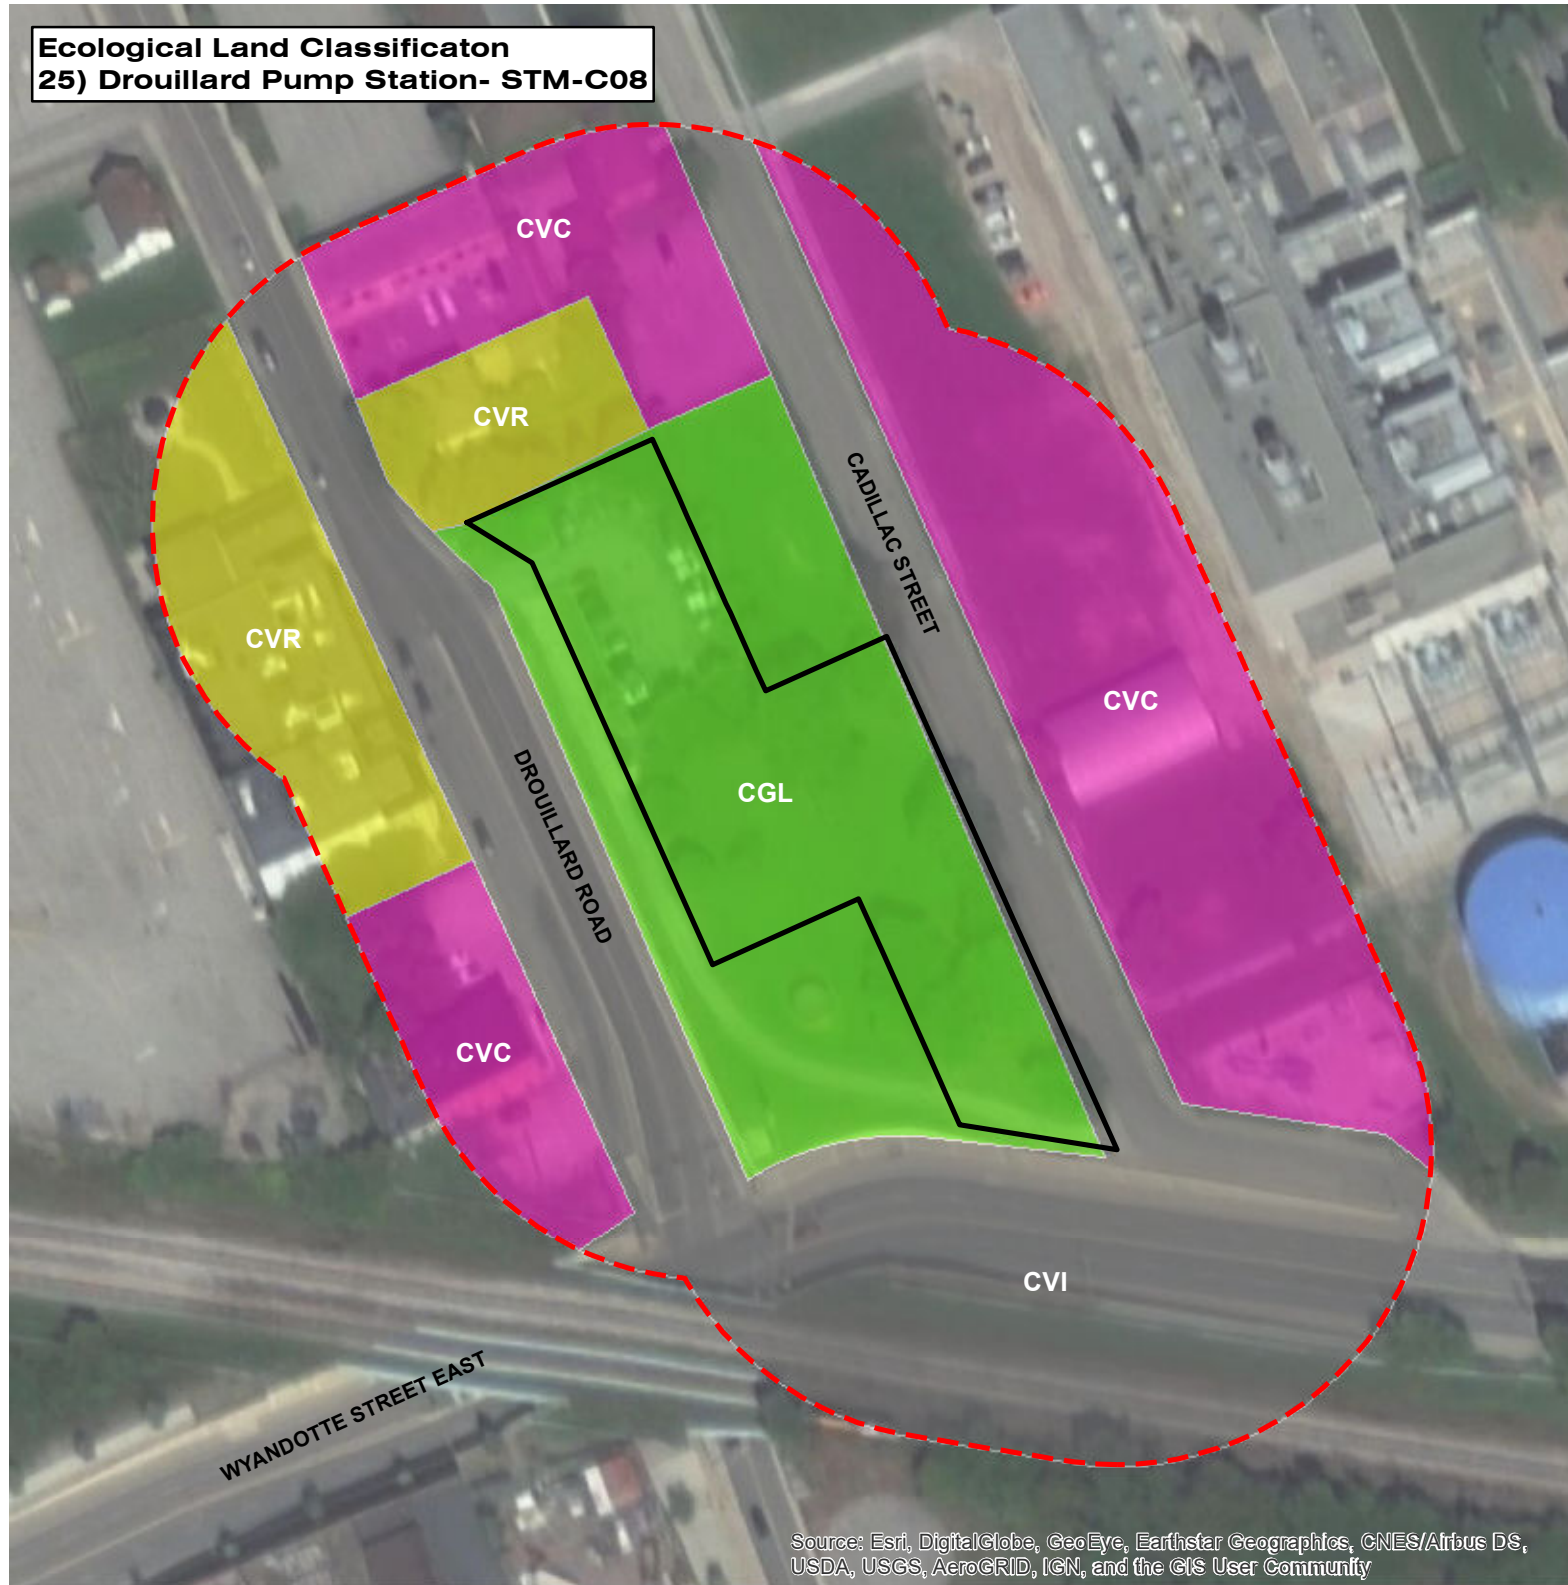 Ecological Land Classificaton
25) Drouillard Pump Station- STM-C08
CVC
CVR
CADILLAC STREET
CVR
CVC
CGL
DROUILLARD ROAD
CVC
CVI
WYANDOTTE STREET EAST
Source: Esri, DigitalGlobe, GeoEye, Earthstar Geographics, CNES/Airbus DS,
USDA, USGS, AeroGRID, IGN, and the GIS User Community